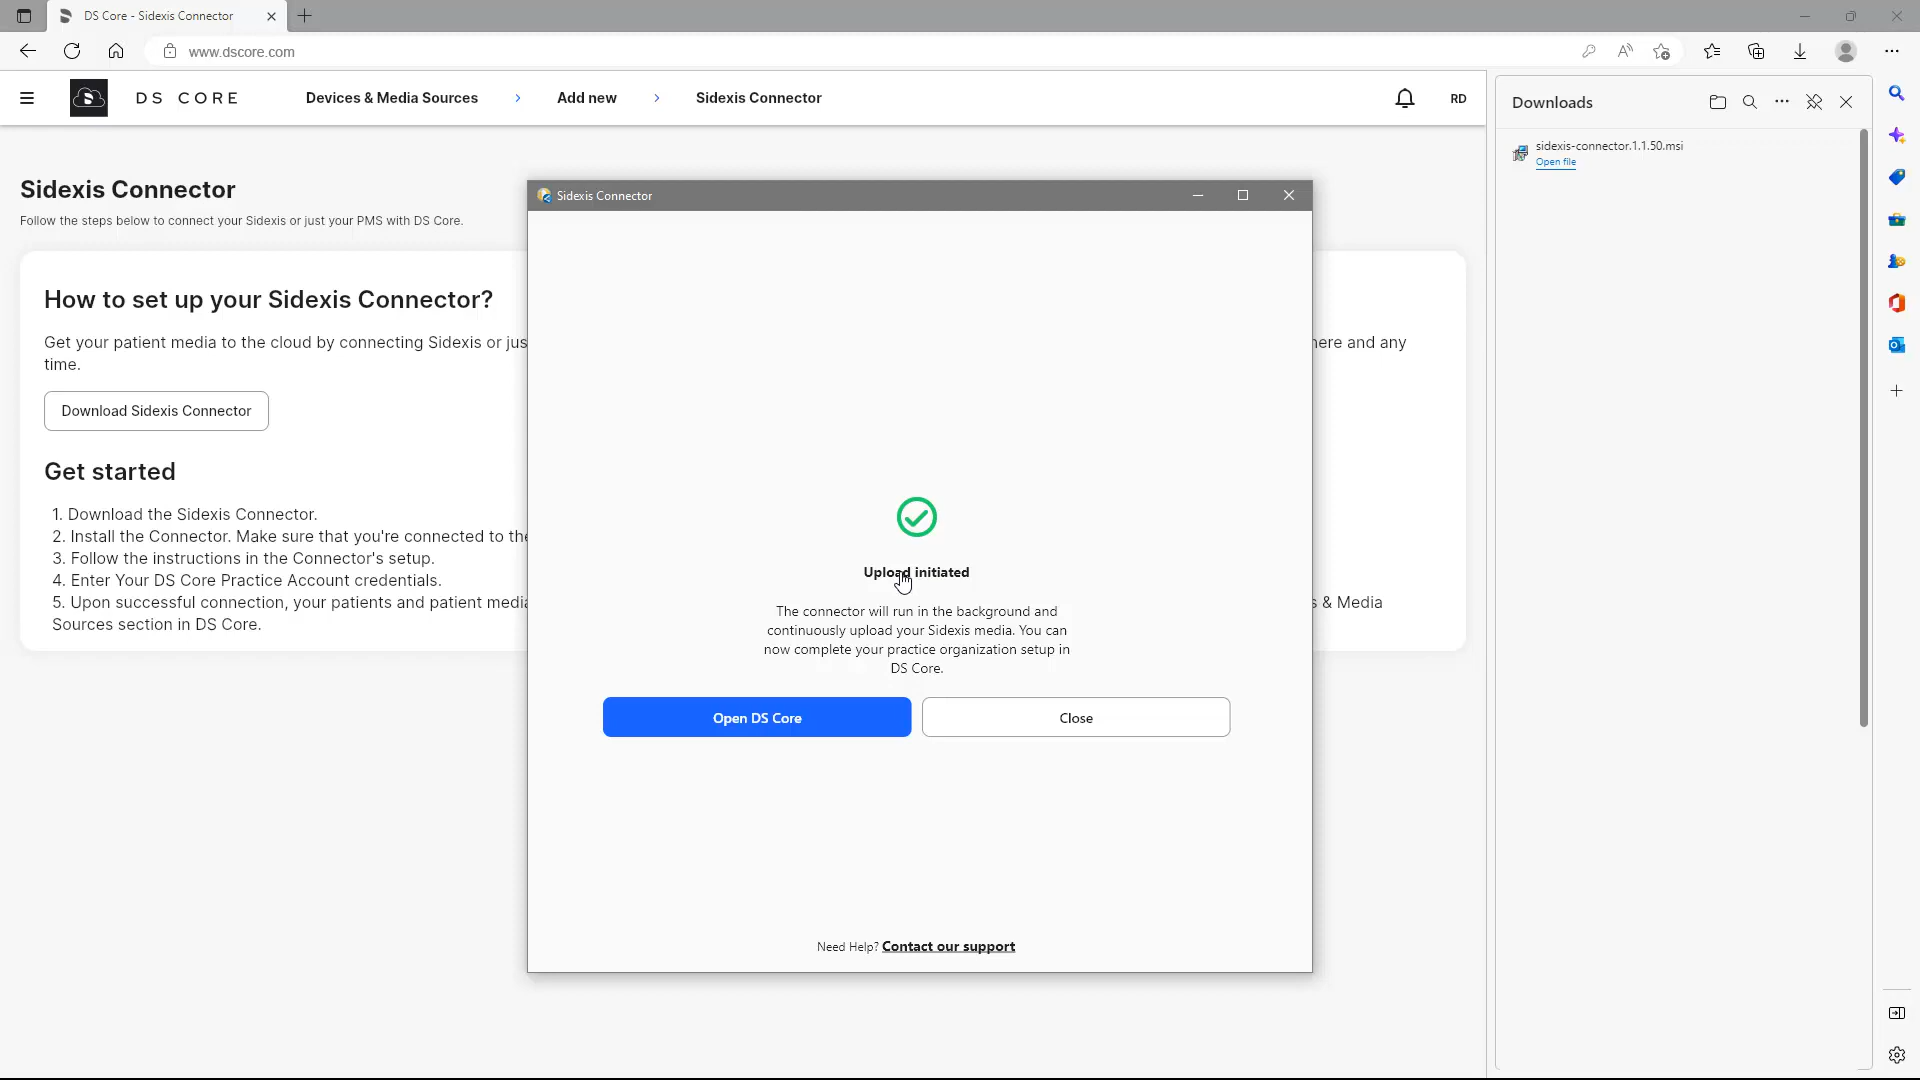 DS Core - Sidexis Connector
www.dscore.com
DS CORE
Devices & Media Sources > Add new > Sidexis Connector
RD
Downloads
sidexis-connector.1.1.50.msi
Open file
Sidexis Connector
Follow the steps below to connect your Sidexis or just your PMS with DS Core.
How to set up your Sidexis Connector?
Get your patient media to the cloud by connecting Sidexis or jus
here and any
time.
Download Sidexis Connector
Get started
1. Download the Sidexis Connector.
2. Install the Connector. Make sure that you're connected to the
3. Follow the instructions in the Connector's setup.
4. Enter Your DS Core Practice Account credentials.
5. Upon successful connection, your patients and patient media
s & Media
Sources section in DS Core.
Sidexis Connector
Upload initiated
The connector will run in the background and
continuously upload your Sidexis media. You can
now complete your practice organization setup in
DS Core.
Open DS Core
Close
Need Help? Contact our support